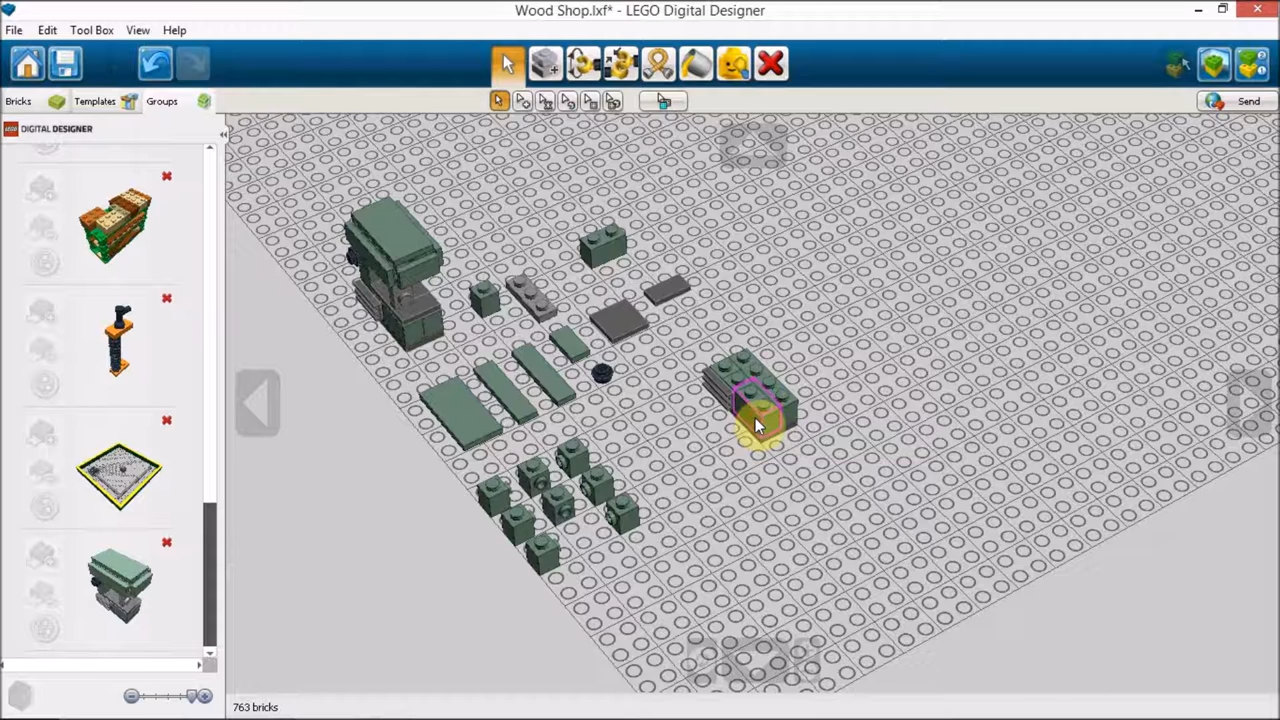 Wood Shop.lxf* - LEGO Digital Designer
File Edit Tool Box View Help
Bricks Templates Groups Send
LEGO DIGITAL DESIGNER
763 bricks